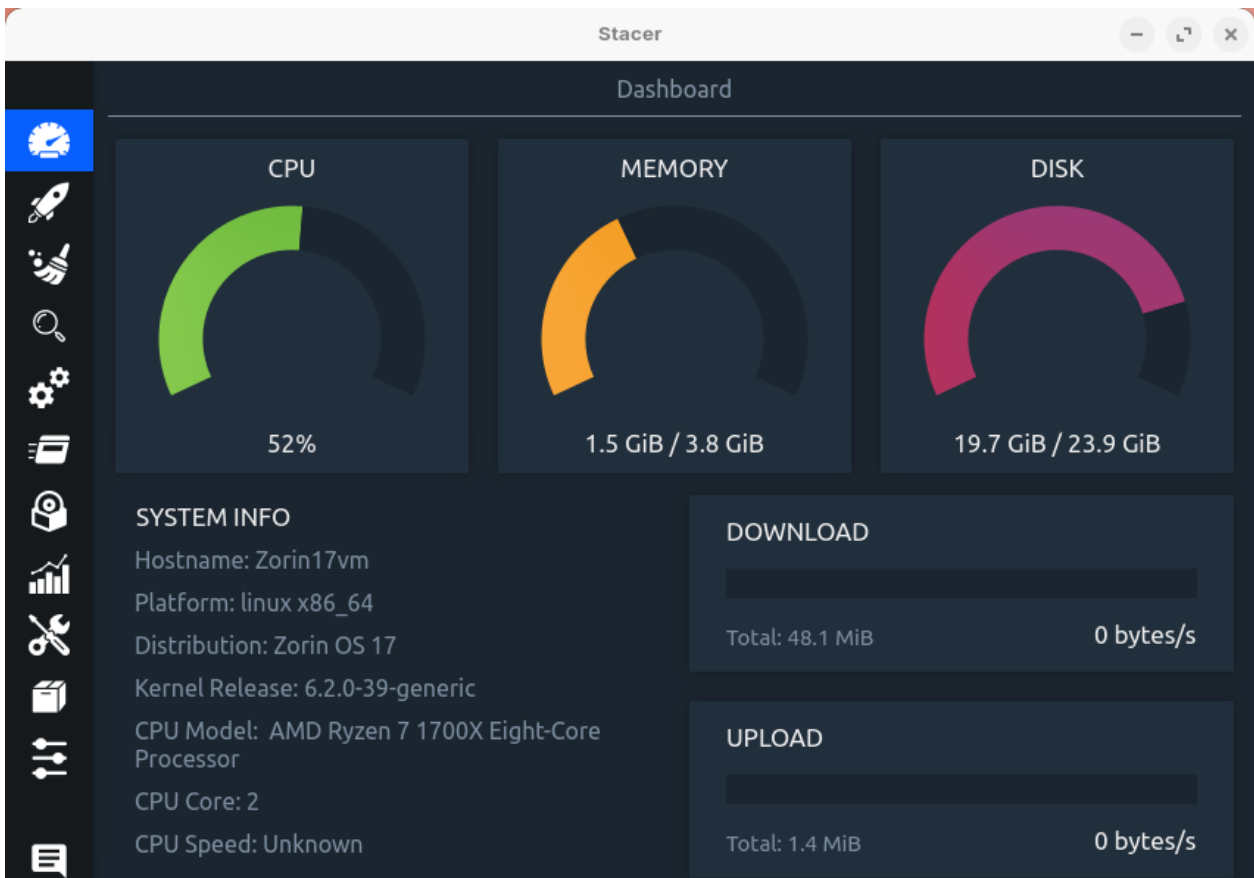 Stacer
Dashboard
CPU
52%
MEMORY
1.5 GiB / 3.8 GiB
DISK
19.7 GiB / 23.9 GiB
SYSTEM INFO
Hostname: Zorin17vm
Platform: linux x86_64
Distribution: Zorin OS 17
Kernel Release: 6.2.0-39-generic
CPU Model:  AMD Ryzen 7 1700X Eight-Core
Processor
CPU Core: 2
CPU Speed: Unknown
DOWNLOAD
Total: 48.1 MiB
0 bytes/s
UPLOAD
Total: 1.4 MiB
0 bytes/s